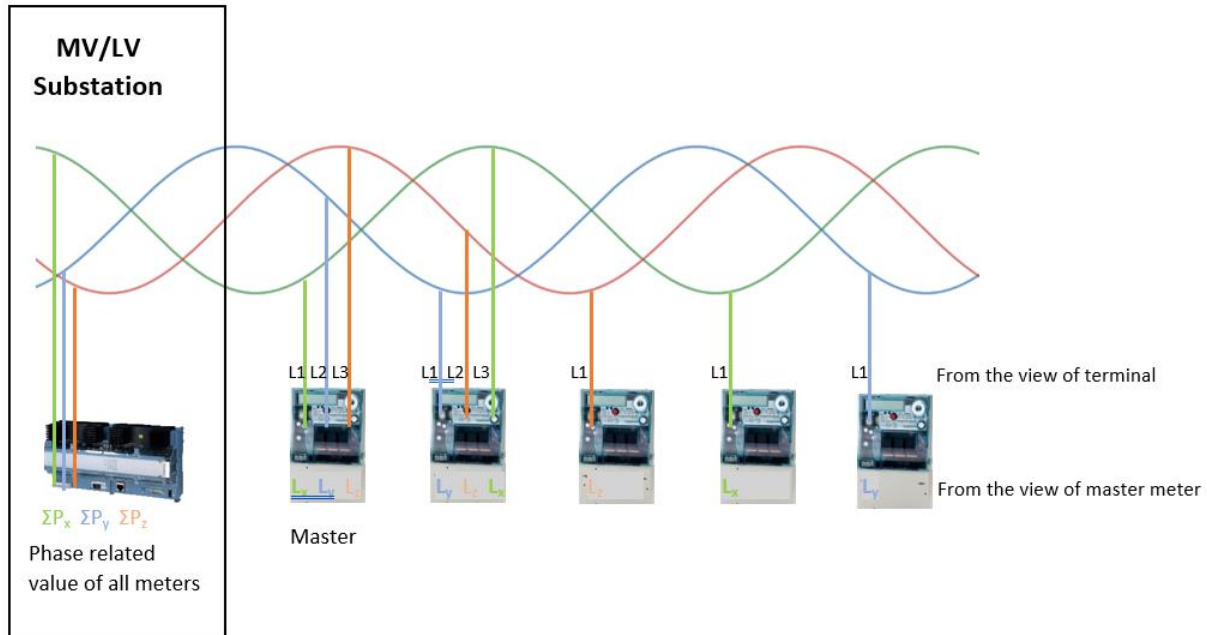 MV/LV
Substation
L1 L2 L3
L1 L2 L3
L1
L1
L1
From the view of terminal
Lx Ly Lz
Ly Lz Lx
Lz
Lx
Ly
From the view of master meter
ΣPx ΣPy ΣPz
Master
Phase related
value of all meters